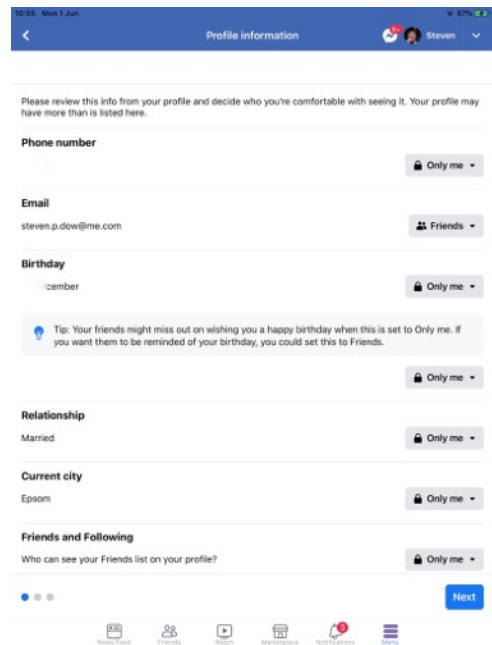 10:55 Mon 1 Jun
87%
Profile information
9+
Steven
Please review this info from your profile and decide who you're comfortable with seeing it. Your profile may
have more than is listed here.
Phone number
Only me
Email
steven.p.dow@me.com
Friends
Birthday
cember
Only me
Tip: Your friends might miss out on wishing you a happy birthday when this is set to Only me. If
you want them to be reminded of your birthday, you could set this to Friends.
Only me
Relationship
Married
Only me
Current city
Epsom
Only me
Friends and Following
Who can see your Friends list on your profile?
Only me
Next
3
News Feed
Friends
Watch
Marketplace
Notifications
Menu